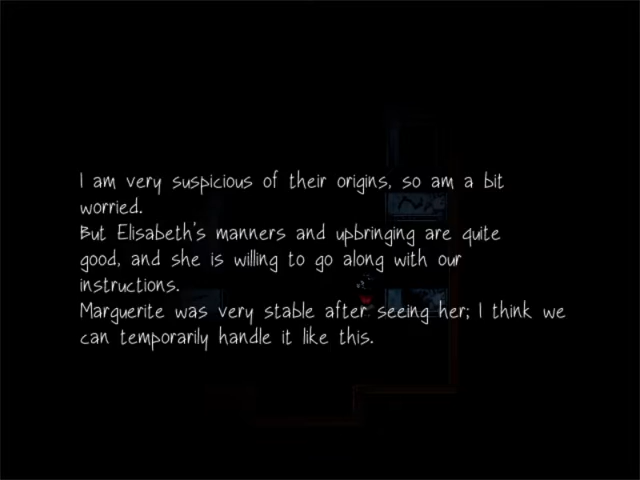 I am very suspicious of their origins, so am a bit
worried.
But Elisabeth's manners and upbringing are quite
good, and she is willing to go along with our
instructions.
Marguerite was very stable after seeing her; I think we
can temporarily handle it like this.